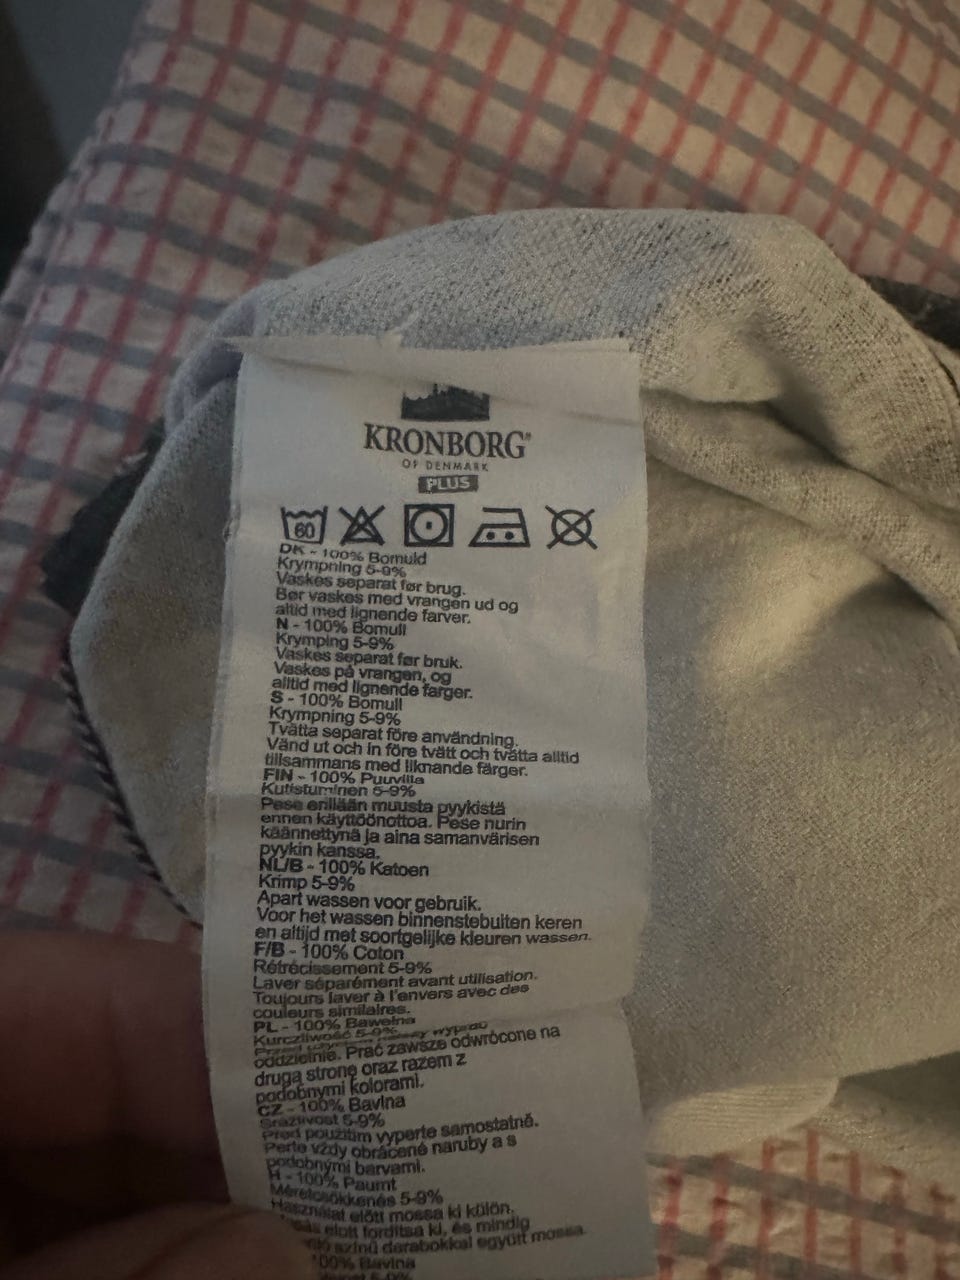 KRONBORG®
OF DENMARK
PLUS
60
DK - 100% Bomuld
Krympning 5-9%
Vaskes separat før brug.
Bør vaskes med vrangen ud og
altid med lignende farver.
N - 100% Bomull
Krymping 5-9%
Vaskes separat før bruk.
Vaskes på vrangen, og
alltid med lignende farger.
S - 100% Bomull
Krympning 5-9%
Tvätta separat före användning.
Vänd ut och in före tvätt och tvätta alltid
tillsammans med liknande färger.
FIN - 100% Puuvilla
Kutistuminen 5-9%
Pese erillään muusta pyykistä
ennen käyttöönottoa. Pese nurin
käännettynä ja aina samanvärisen
pyykin kanssa.
NL/B - 100% Katoen
Krimp 5-9%
Apart wassen voor gebruik.
Voor het wassen binnenstebuiten keren
en altijd met soortgelijke kleuren wassen.
F/B - 100% Coton
Rétrécissement 5-9%
Laver séparément avant utilisation.
Toujours laver à l'envers avec des
couleurs similaires.
PL - 100% Bawełna
Kurczliwość 5-9%
Przed wyprać
oddzielnie. Prać zawsze odwrócone na
drugą stronę oraz razem z
podobnymi kolorami.
CZ - 100% Bavlna
Srazlivost 5-9%
Před použitím vyperte samostatně.
Perte vždy obrácené naruby a s
podobnými barvami.
H - 100% Paumt
Méretcsökkenés 5-9%
Használat előtt mossa ki külön.
előtt fordítsa ki, és mindig
színű darabokkal együtt mossa.
100% Bavlna
5-9%